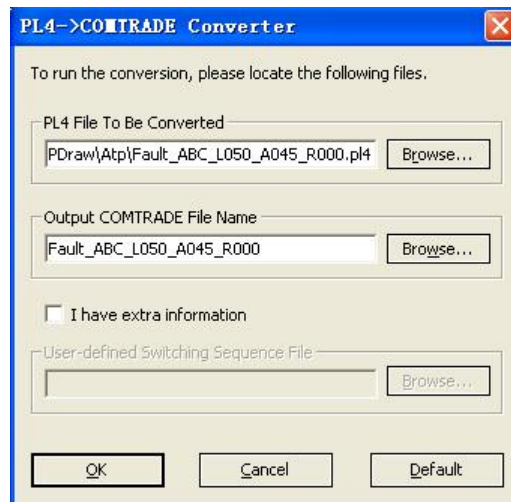 PL4->COMTRADE Converter
To run the conversion, please locate the following files.
PL4 File To Be Converted
PDraw\Atp\Fault_ABC_L050_A045_R000.pl4
Browse...
Output COMTRADE File Name
Fault_ABC_L050_A045_R000
Browse...
I have extra information
User-defined Switching Sequence File
Browse...
OK
Cancel
Default